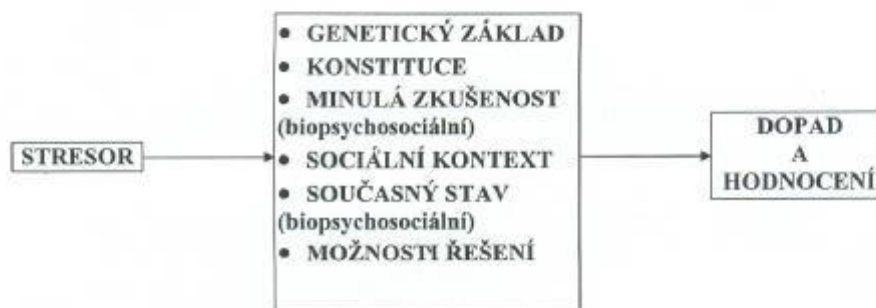 STRESOR
• GENETICKÝ ZÁKLAD
• KONSTITUCE
• MINULÁ ZKUŠENOST
(biopsychosociální)
• SOCIÁLNÍ KONTEXT
• SOUČASNÝ STAV
(biopsychosociální)
• MOŽNOSTI ŘEŠENÍ
DOPAD
A
HODNOCENÍ